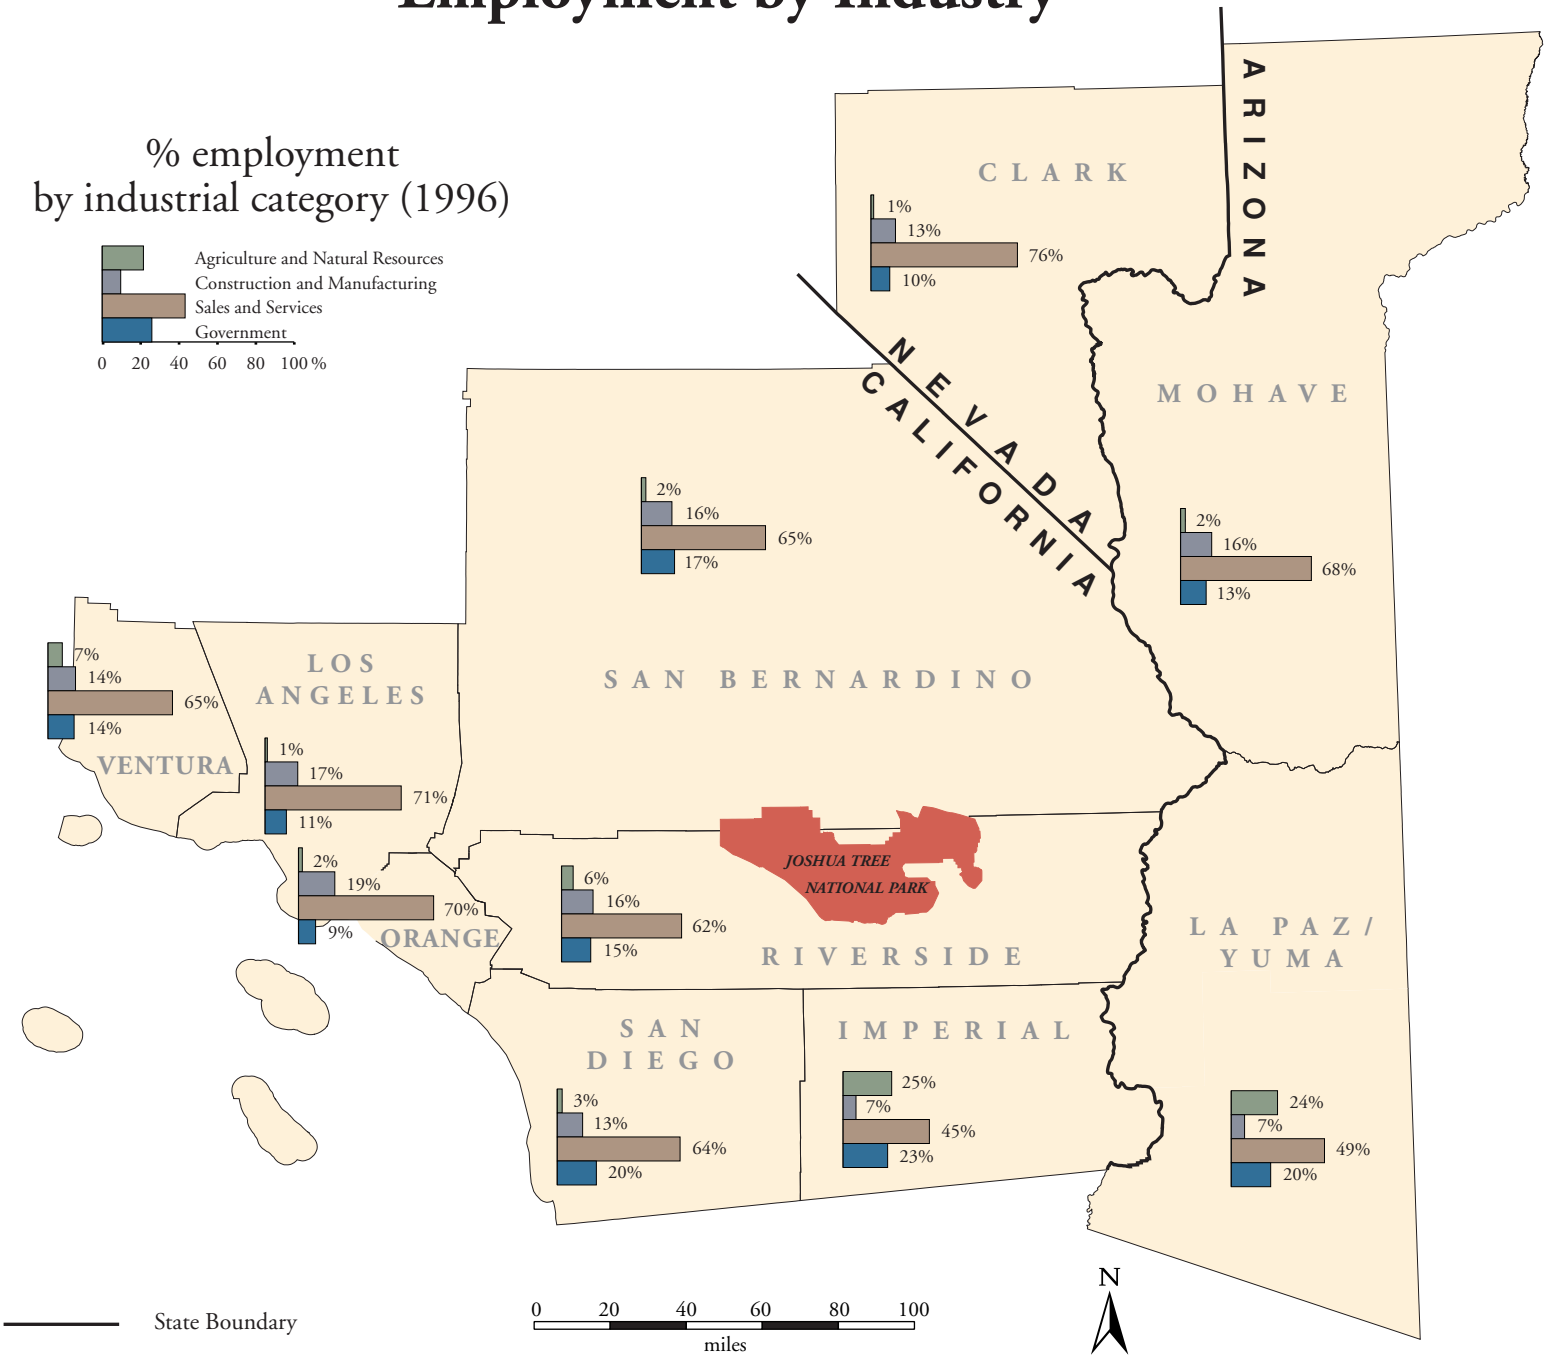 Employment by Industry
% employment
by industrial category (1996)
Agriculture and Natural Resources
Construction and Manufacturing
Sales and Services
Government
0 20 40 60 80 100 %
ARIZONA
CLARK
1%
13%
76%
10%
NEVADA
CALIFORNIA
MOHAVE
2%
16%
68%
13%
2%
16%
65%
17%
SAN BERNARDINO
7%
14%
65%
14%
VENTURA
LOS
ANGELES
1%
17%
71%
11%
2%
19%
70%
9%
ORANGE
6%
16%
62%
15%
RIVERSIDE
JOSHUA TREE
NATIONAL PARK
LA PAZ/
YUMA
24%
7%
49%
20%
SAN
DIEGO
3%
13%
64%
20%
IMPERIAL
25%
7%
45%
23%
State Boundary
0 20 40 60 80 100
miles
N